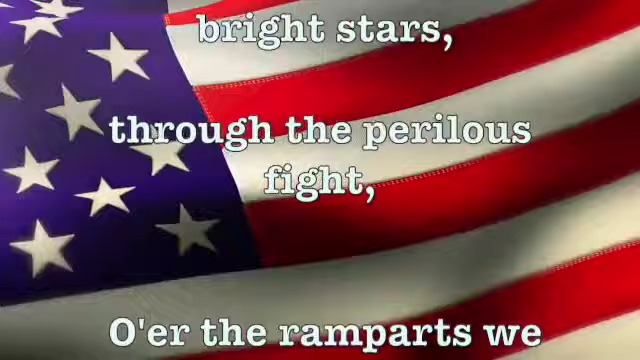 bright stars,
through the perilous
fight,
O'er the ramparts we